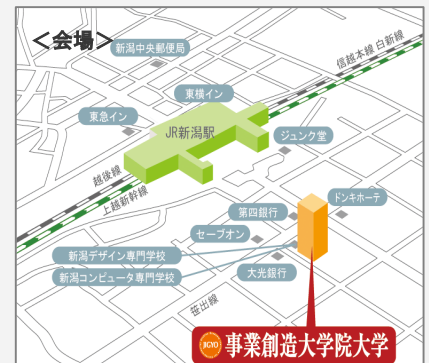 ＜会場＞
新潟中央郵便局
信越本線 白新線
東横イン
東急イン
JR新潟駅
ジュンク堂
越後線
上越新幹線
第四銀行
ドンキホーテ
セーブオン
新潟デザイン専門学校
大光銀行
新潟コンピュータ専門学校
笹出線
JIGYO
事業創造大学院大学